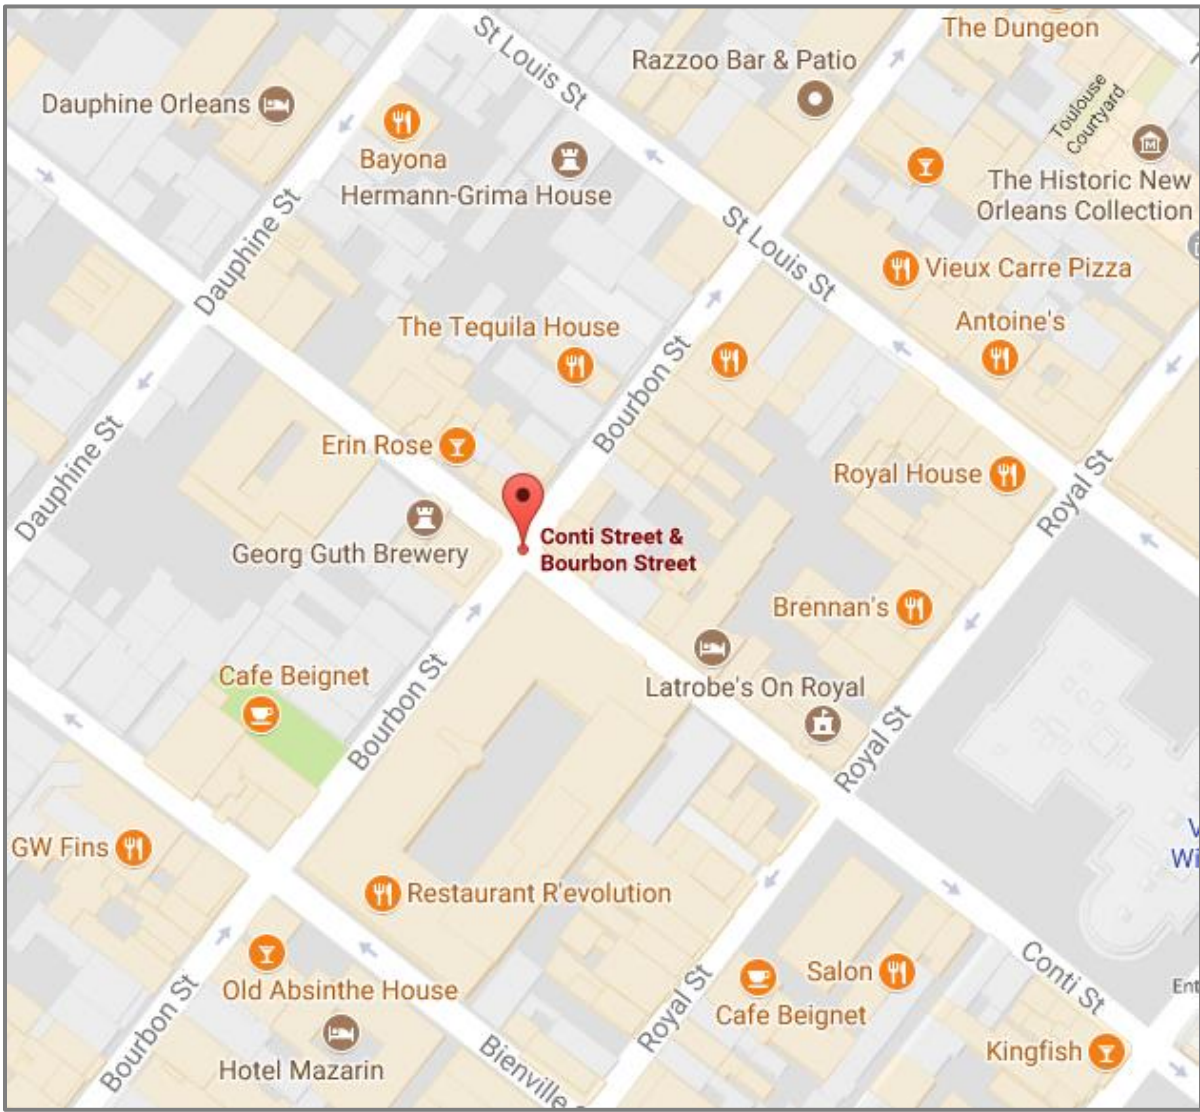 The Dungeon
St Louis St
Razzoo Bar & Patio
Dauphine Orleans
Toulouse
Courtyard
Bayona
Hermann-Grima House
The Historic New
Orleans Collection
Dauphine St
St Louis St
Vieux Carre Pizza
The Tequila House
Antoine's
Bourbon St
Erin Rose
Royal House
Dauphine St
Royal St
Conti Street &
Bourbon Street
Georg Guth Brewery
Brennan's
Cafe Beignet
Latrobe's On Royal
Bourbon St
Royal St
GW Fins
Wi
Restaurant R'evolution
Salon
Conti St
Old Absinthe House
Cafe Beignet
Ent
Royal St
Bourbon St
Kingfish
Hotel Mazarin
Bienville